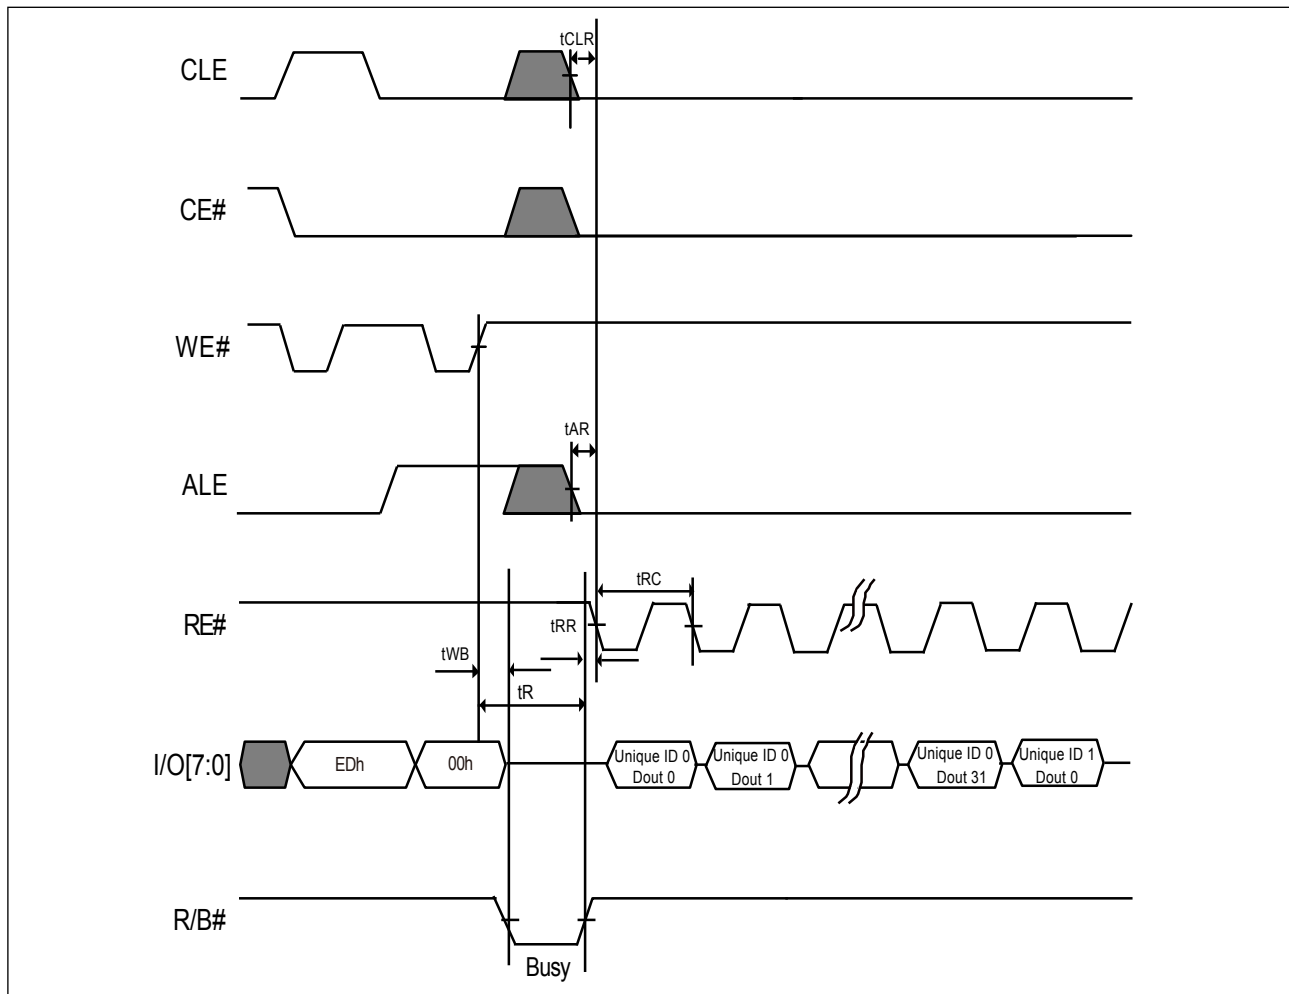 tCLR
CLE
CE#
WE#
tAR
ALE
tRC
RE#
tRR
tWB
tR
I/O[7:0]
EDh
00h
Unique ID 0
Dout 0
Unique ID 0
Dout 1
Unique ID 0
Dout 31
Unique ID 1
Dout 0
R/B#
Busy